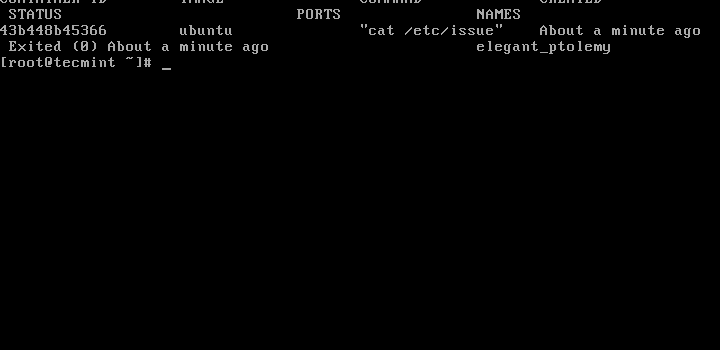 CONTAINER ID IMAGE COMMAND CREATED
STATUS PORTS NAMES
43b448b45366 ubuntu "cat /etc/issue" About a minute ago
Exited (0) About a minute ago elegant_ptolemy
[root@tecmint ~]# _